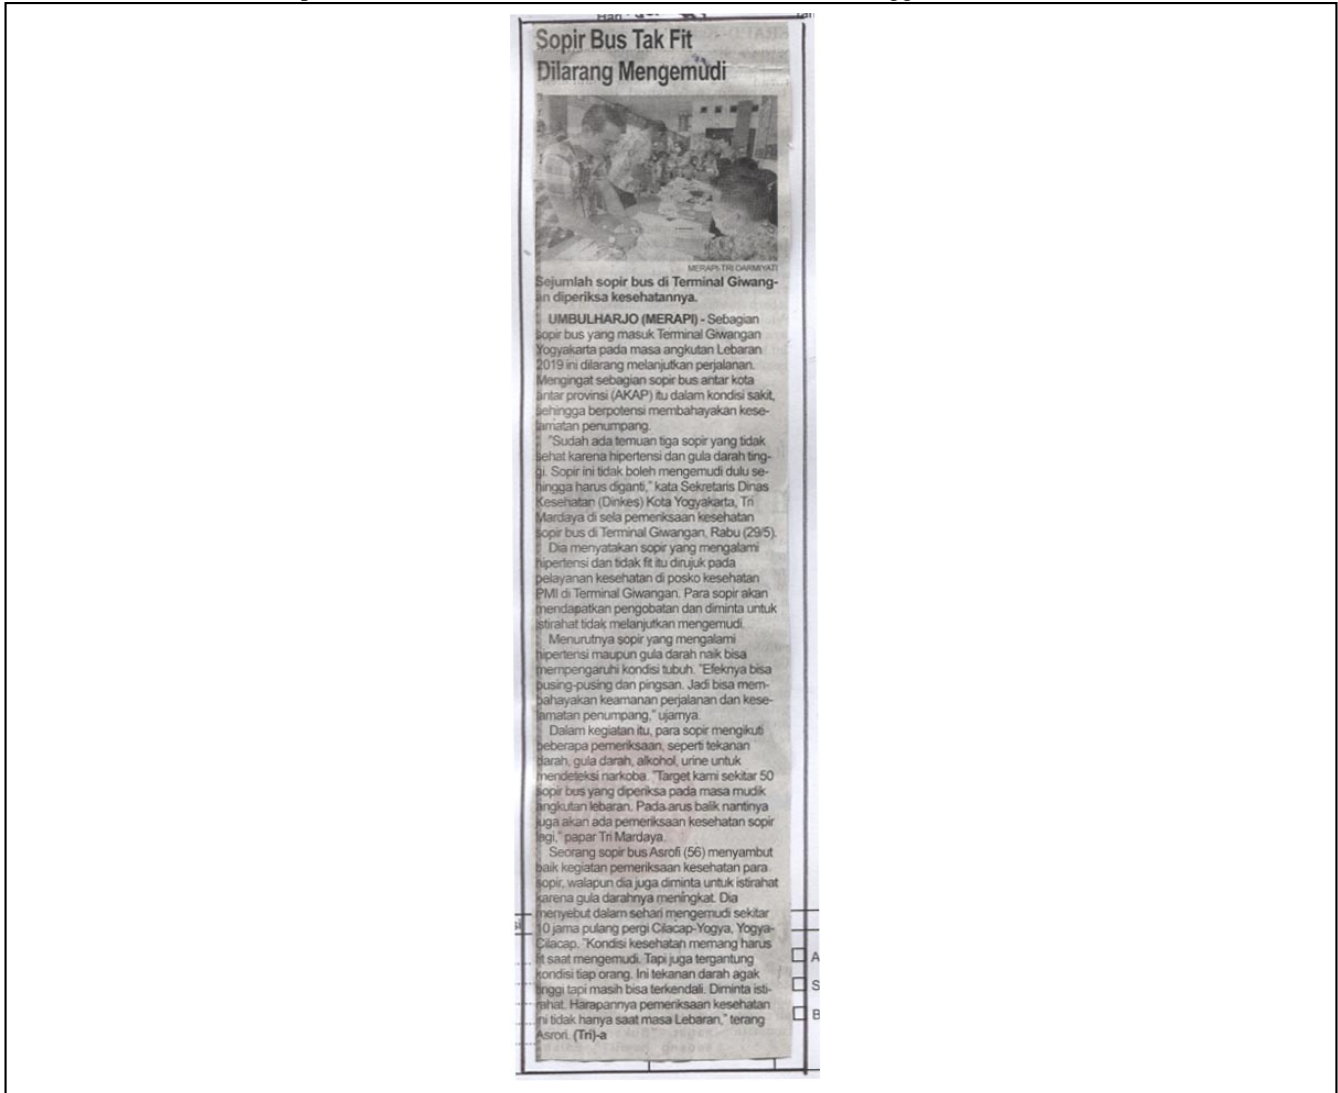 Sopir Bus Tak Fit
Dilarang Mengemudi
MERAPI-TRI DARMIYATI
Sejumlah sopir bus di Terminal Giwang-
an diperiksa kesehatannya.
UMBULHARJO (MERAPI) - Sebagian
sopir bus yang masuk Terminal Giwangan
Yogyakarta pada masa angkutan Lebaran
2019 ini dilarang melanjutkan perjalanan.
Mengingat sebagian sopir bus antar kota
antar provinsi (AKAP) itu dalam kondisi sakit,
sehingga berpotensi membahayakan kese-
lamatan penumpang.
"Sudah ada temuan tiga sopir yang tidak
sehat karena hipertensi dan gula darah ting-
gi. Sopir ini tidak boleh mengemudi dulu se-
hingga harus diganti," kata Sekretaris Dinas
Kesehatan (Dinkes) Kota Yogyakarta, Tri
Mardaya di sela pemeriksaan kesehatan
sopir bus di Terminal Giwangan, Rabu (29/5).
Dia menyatakan sopir yang mengalami
hipertensi dan tidak fit itu dirujuk pada
pelayanan kesehatan di posko kesehatan
PMI di Terminal Giwangan. Para sopir akan
mendapatkan pengobatan dan diminta untuk
istirahat tidak melanjutkan mengemudi.
Menurutnya sopir yang mengalami
hipertensi maupun gula darah naik bisa
mempengaruhi kondisi tubuh. "Efeknya bisa
pusing-pusing dan pingsan. Jadi bisa mem-
bahayakan keamanan perjalanan dan kese-
lamatan penumpang," ujarnya.
Dalam kegiatan itu, para sopir mengikuti
beberapa pemeriksaan, seperti tekanan
darah, gula darah, alkohol, urine untuk
mendeteksi narkoba. "Target kami sekitar 50
sopir bus yang diperiksa pada masa mudik
angkutan lebaran. Pada arus balik nantinya
juga akan ada pemeriksaan kesehatan sopir
lagi," papar Tri Mardaya.
Seorang sopir bus Asrofi (56) menyambut
baik kegiatan pemeriksaan kesehatan para
sopir, walapun dia juga diminta untuk istirahat
karena gula darahnya meningkat. Dia
menyebut dalam sehari mengemudi sekitar
10 jama pulang pergi Cilacap-Yogya, Yogya-
Cilacap. "Kondisi kesehatan memang harus
fit saat mengemudi. Tapi juga tergantung
kondisi tiap orang. Ini tekanan darah agak
tinggi tapi masih bisa terkendali. Diminta isti-
rahat. Harapannya pemeriksaan kesehatan
ini tidak hanya saat masa Lebaran," terang
Asrori. (Tri)-a
A
S
B